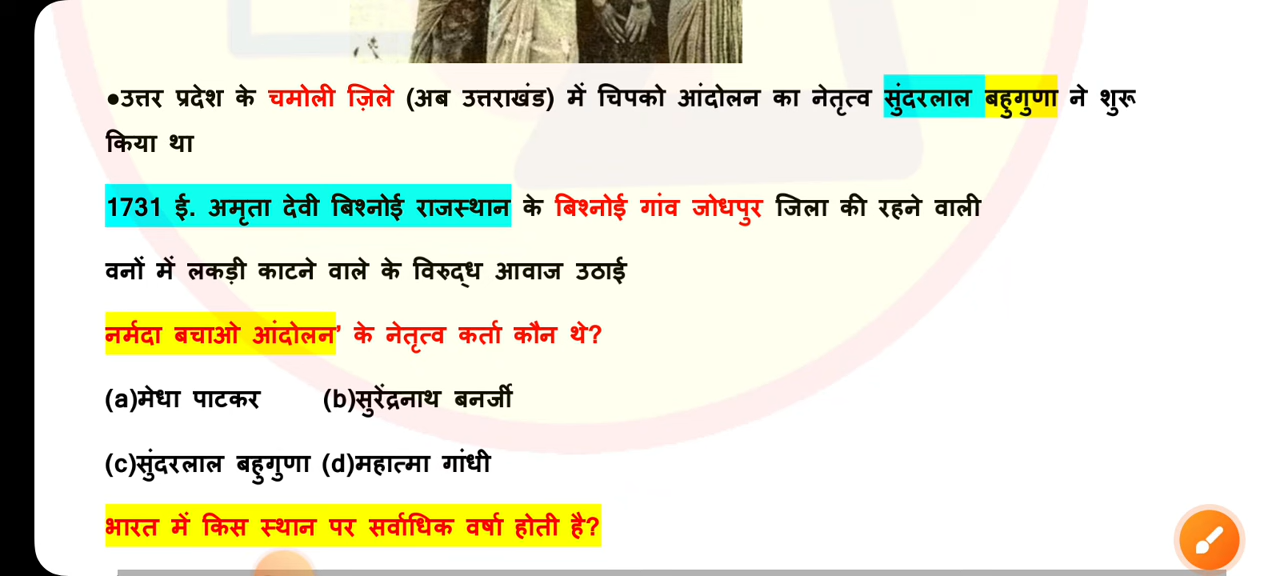 ●उत्तर प्रदेश के चमोली ज़िले (अब उत्तराखंड) में चिपको आंदोलन का नेतृत्व सुंदरलाल बहुगुणा ने शुरू
किया था
1731 ई. अमृता देवी बिश्नोई राजस्थान के बिश्नोई गांव जोधपुर जिला की रहने वाली
वनों में लकड़ी काटने वाले के विरुद्ध आवाज उठाई
नर्मदा बचाओ आंदोलन’ के नेतृत्व कर्ता कौन थे?
(a)मेधा पाटकर (b)सुरेंद्रनाथ बनर्जी
(c)सुंदरलाल बहुगुणा (d)महात्मा गांधी
भारत में किस स्थान पर सर्वाधिक वर्षा होती है?